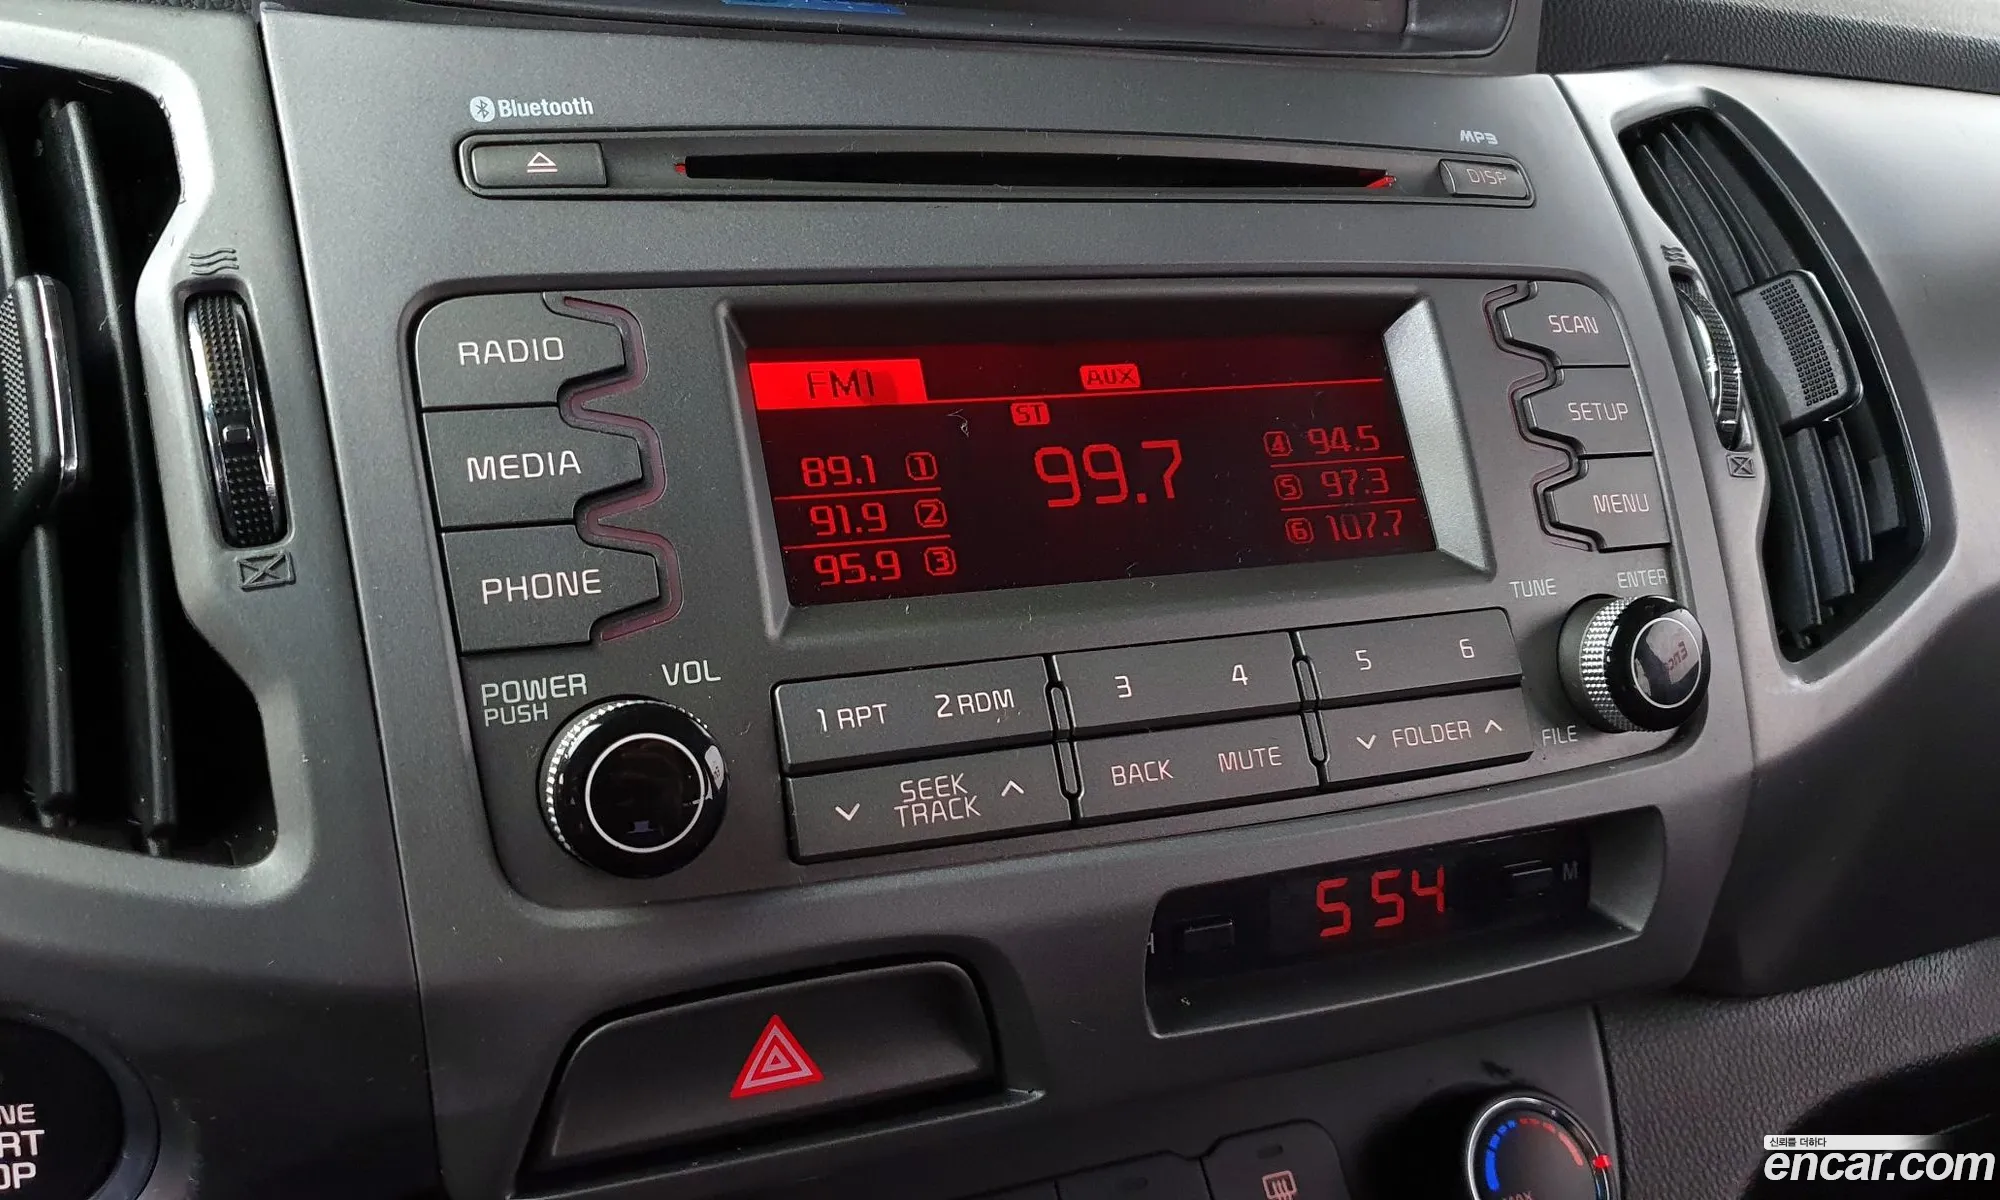 Bluetooth
MP3
DISP
RADIO
MEDIA
PHONE
FM1
AUX
ST
89.1 1
91.9 2
95.9 3
99.7
4 94.5
5 97.3
6 107.7
SCAN
SETUP
MENU
TUNE
ENTER
FILE
POWER
PUSH
VOL
1 RPT 2 RDM
3 4
5 6
SEEK
TRACK
BACK MUTE
FOLDER
5 54
M
신뢰를 더하다
encar.com